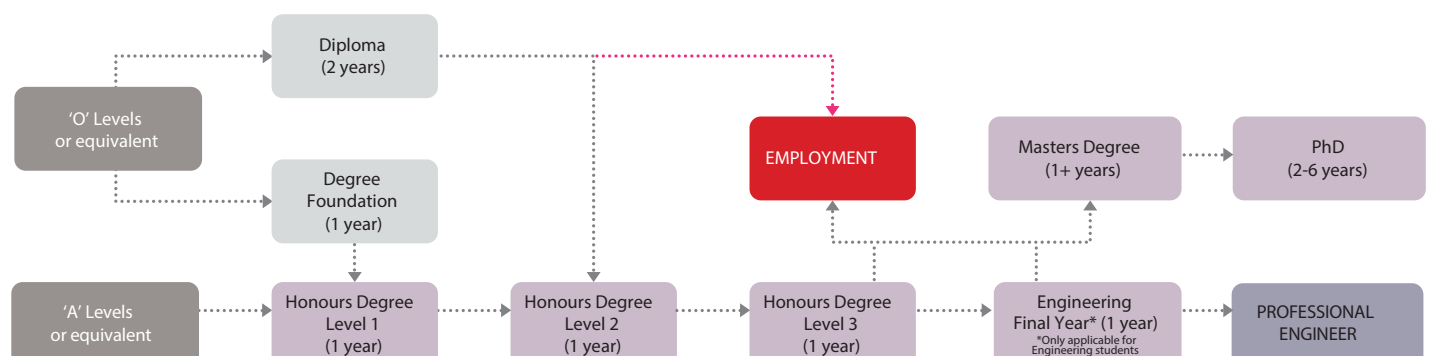 Diploma
(2 years)
'O' Levels
or equivalent
EMPLOYMENT
Masters Degree
(1+ years)
PhD
(2-6 years)
Degree
Foundation
(1 year)
'A' Levels
or equivalent
Honours Degree
Level 1
(1 year)
Honours Degree
Level 2
(1 year)
Honours Degree
Level 3
(1 year)
Engineering
Final Year* (1 year)
*Only applicable for
Engineering students
PROFESSIONAL
ENGINEER